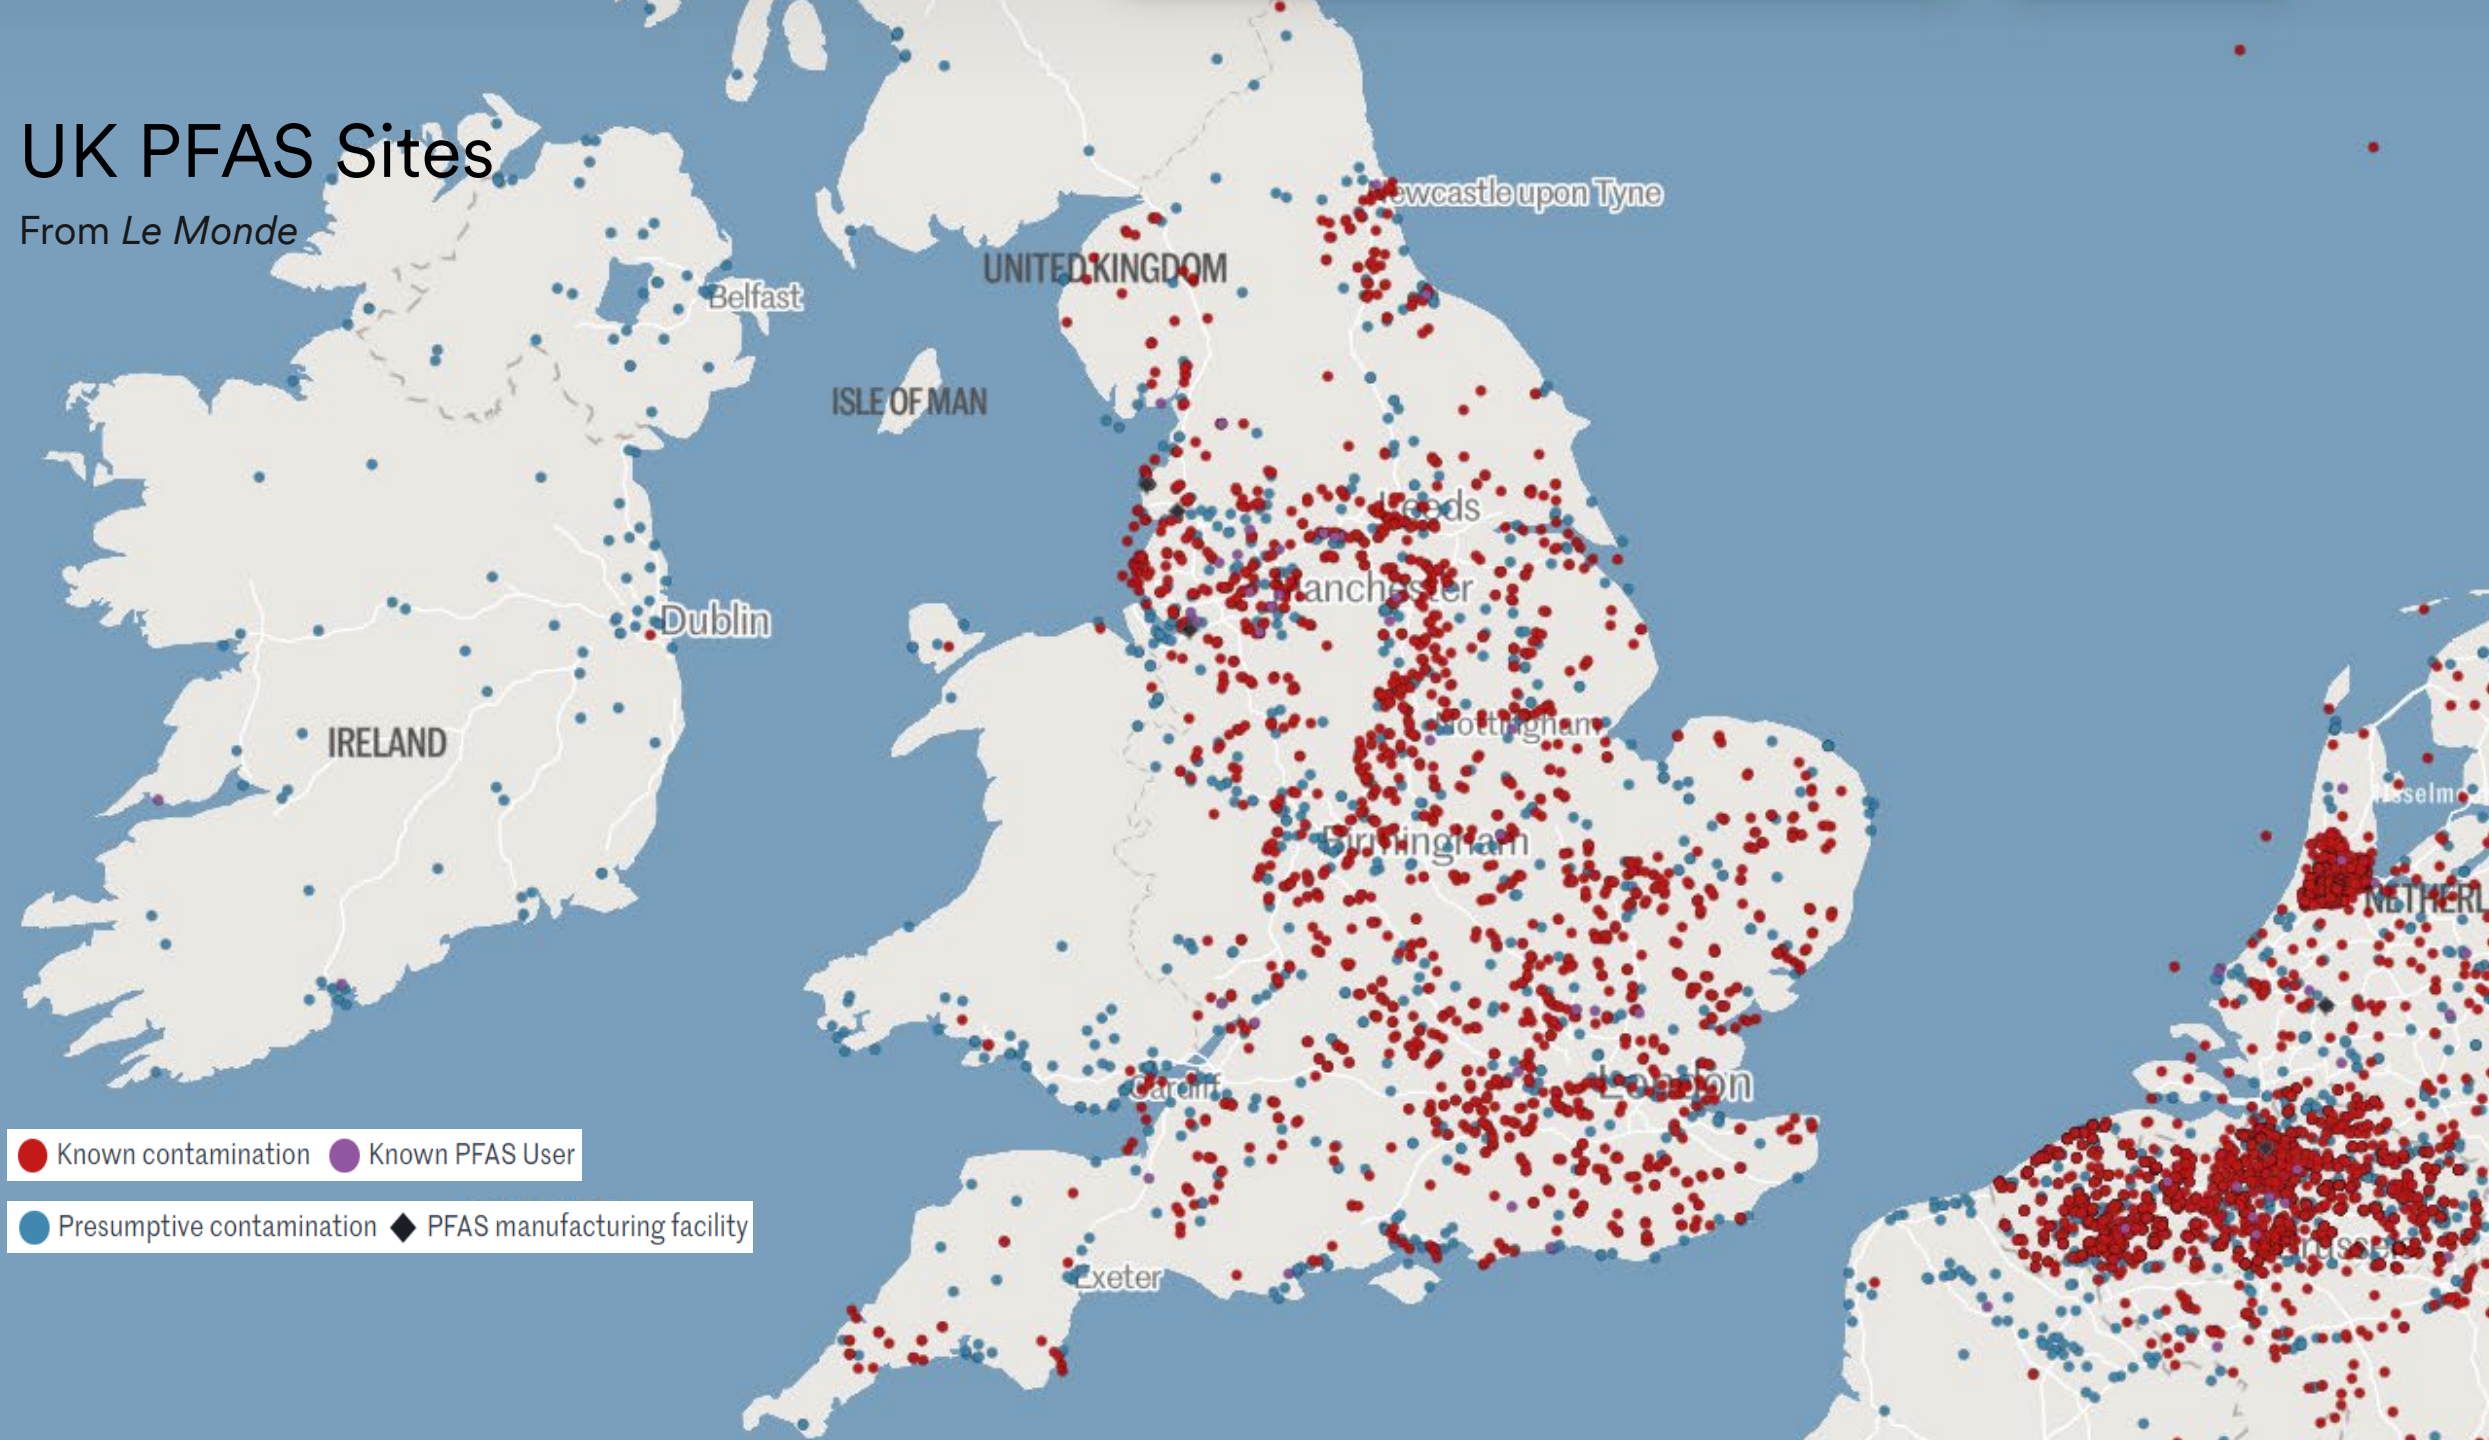 UK PFAS Sites
From Le Monde
Newcastle upon Tyne
UNITED KINGDOM
Belfast
ISLE OF MAN
Leeds
Manchester
Dublin
Nottingham
IRELAND
Birmingham
London
Cardiff
Exeter
Known contamination
Known PFAS User
Presumptive contamination
PFAS manufacturing facility